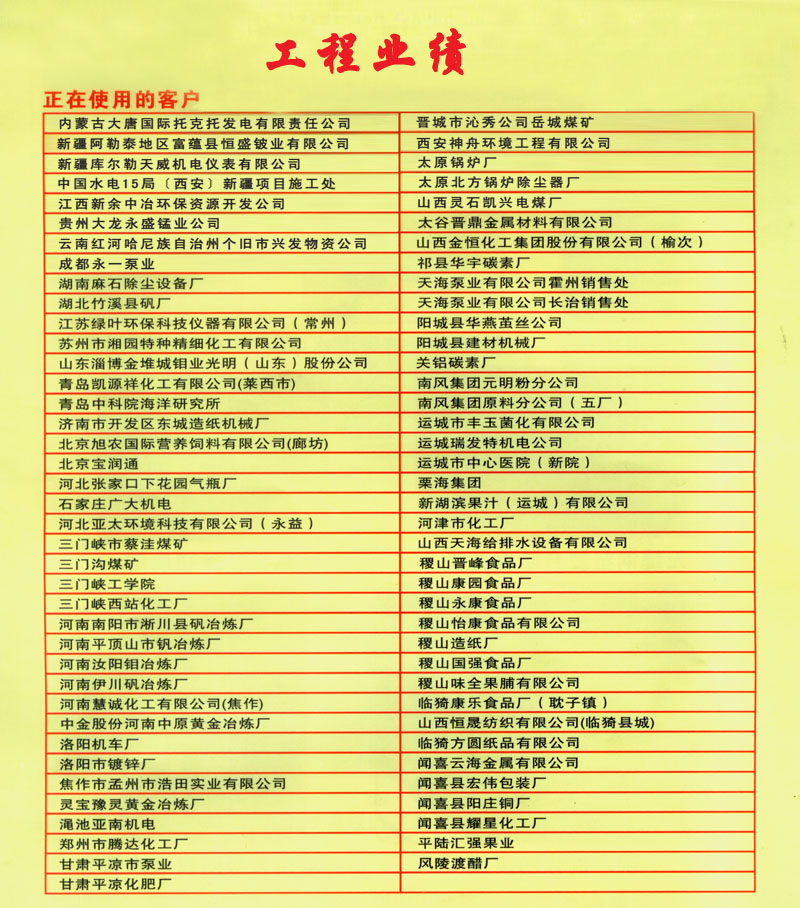 工程业绩
正在使用的客户
内蒙古大唐国际托克托发电有限责任公司
新疆阿勒泰地区富蕴县恒盛铍业有限公司
新疆库尔勒天威机电仪表有限公司
中国水电15局〔西安〕新疆项目施工处
江西新余中冶环保资源开发公司
贵州大龙永盛锰业公司
云南红河哈尼族自治州个旧市兴发物资公司
成都永一泵业
湖南麻石除尘设备厂
湖北竹溪县矾厂
江苏绿叶环保科技仪器有限公司（常州）
苏州市湘园特种精细化工有限公司
山东淄博金堆城钼业光明（山东）股份公司
青岛凯源祥化工有限公司(莱西市)
青岛中科院海洋研究所
济南市开发区东城造纸机械厂
北京旭农国际营养饲料有限公司(廊坊)
北京宝润通
河北张家口下花园气瓶厂
石家庄广大机电
河北亚太环境科技有限公司（永益）
三门峡市蔡洼煤矿
三门沟煤矿
三门峡工学院
三门峡西站化工厂
河南南阳市淅川县矾冶炼厂
河南平顶山市钒冶炼厂
河南汝阳钼冶炼厂
河南伊川矾冶炼厂
河南慧诚化工有限公司(焦作)
中金股份河南中原黄金冶炼厂
洛阳机车厂
洛阳市镀锌厂
焦作市孟州市浩田实业有限公司
灵宝豫灵黄金冶炼厂
渑池亚南机电
郑州市腾达化工厂
甘肃平凉市泵业
甘肃平凉化肥厂
晋城市沁秀公司岳城煤矿
西安神舟环境工程有限公司
太原锅炉厂
太原北方锅炉除尘器厂
山西灵石凯兴电煤厂
太谷晋鼎金属材料有限公司
山西金恒化工集团股份有限公司（榆次）
祁县华宇碳素厂
天海泵业有限公司霍州销售处
天海泵业有限公司长治销售处
阳城县华燕茧丝公司
阳城县建材机械厂
关铝碳素厂
南风集团元明粉分公司
南风集团原料分公司（五厂）
运城市丰玉菌化有限公司
运城瑞发特机电公司
运城市中心医院（新院）
栗海集团
新湖滨果汁（运城）有限公司
河津市化工厂
山西天海给排水设备有限公司
稷山晋峰食品厂
稷山康园食品厂
稷山永康食品厂
稷山怡康食品有限公司
稷山造纸厂
稷山国强食品厂
稷山味全果脯有限公司
临猗康乐食品厂（耽子镇）
山西恒晟纺织有限公司(临猗县城)
临猗方圆纸品有限公司
闻喜云海金属有限公司
闻喜县宏伟包装厂
闻喜县阳庄铜厂
闻喜县耀星化工厂
平陆汇强果业
风陵渡醋厂